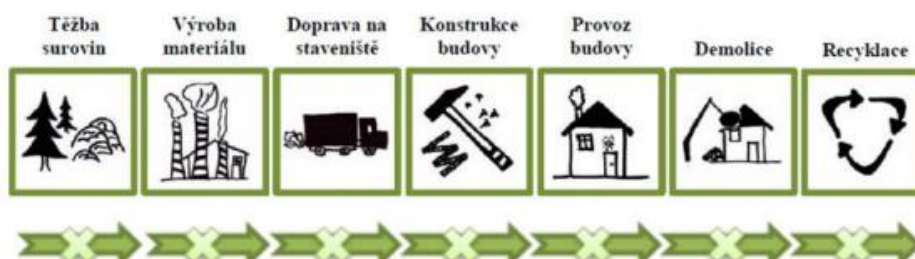 Těžba
surovin
Výroba
materiálu
Doprava na
staveniště
Konstrukce
budovy
Provoz
budovy
Demolice
Recyklace